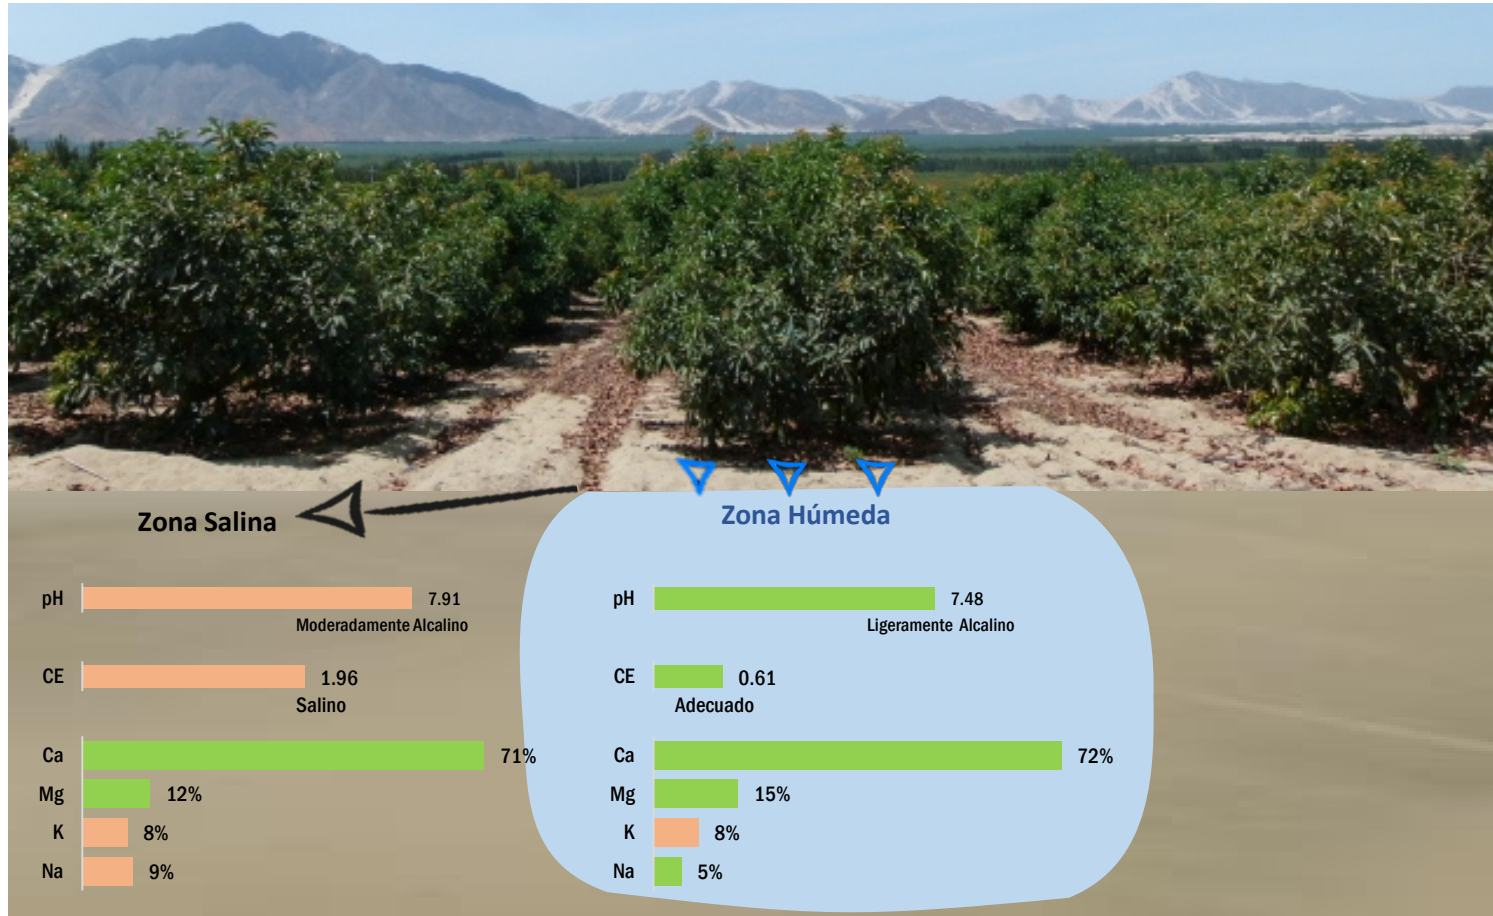 Zona Salina
pH
7.91
Moderadamente Alcalino
CE
1.96
Salino
Ca
71%
Mg
12%
K
8%
Na
9%
Zona Húmeda
pH
7.48
Ligeramente Alcalino
CE
0.61
Adecuado
Ca
72%
Mg
15%
K
8%
Na
5%